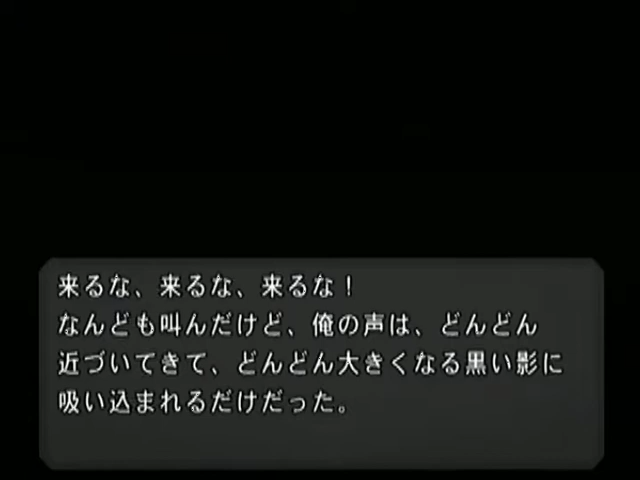 来るな、来るな、来るな！
なんども叫んだけど、俺の声は、どんどん
近づいてきて、どんどん大きくなる黒い影に
吸い込まれるだけだった。